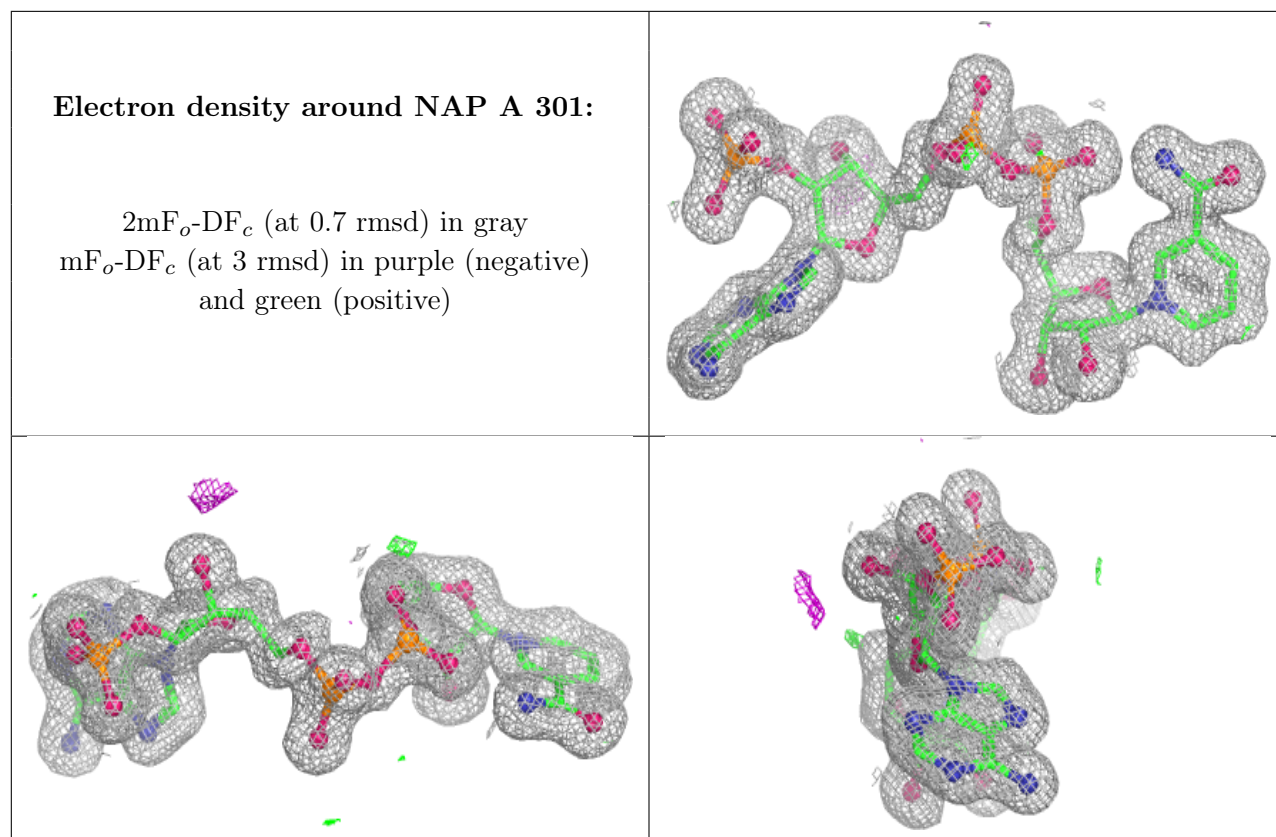 Electron density around NAP A 301:
2mFo-DFc (at 0.7 rmsd) in gray
mFo-DFc (at 3 rmsd) in purple (negative)
and green (positive)